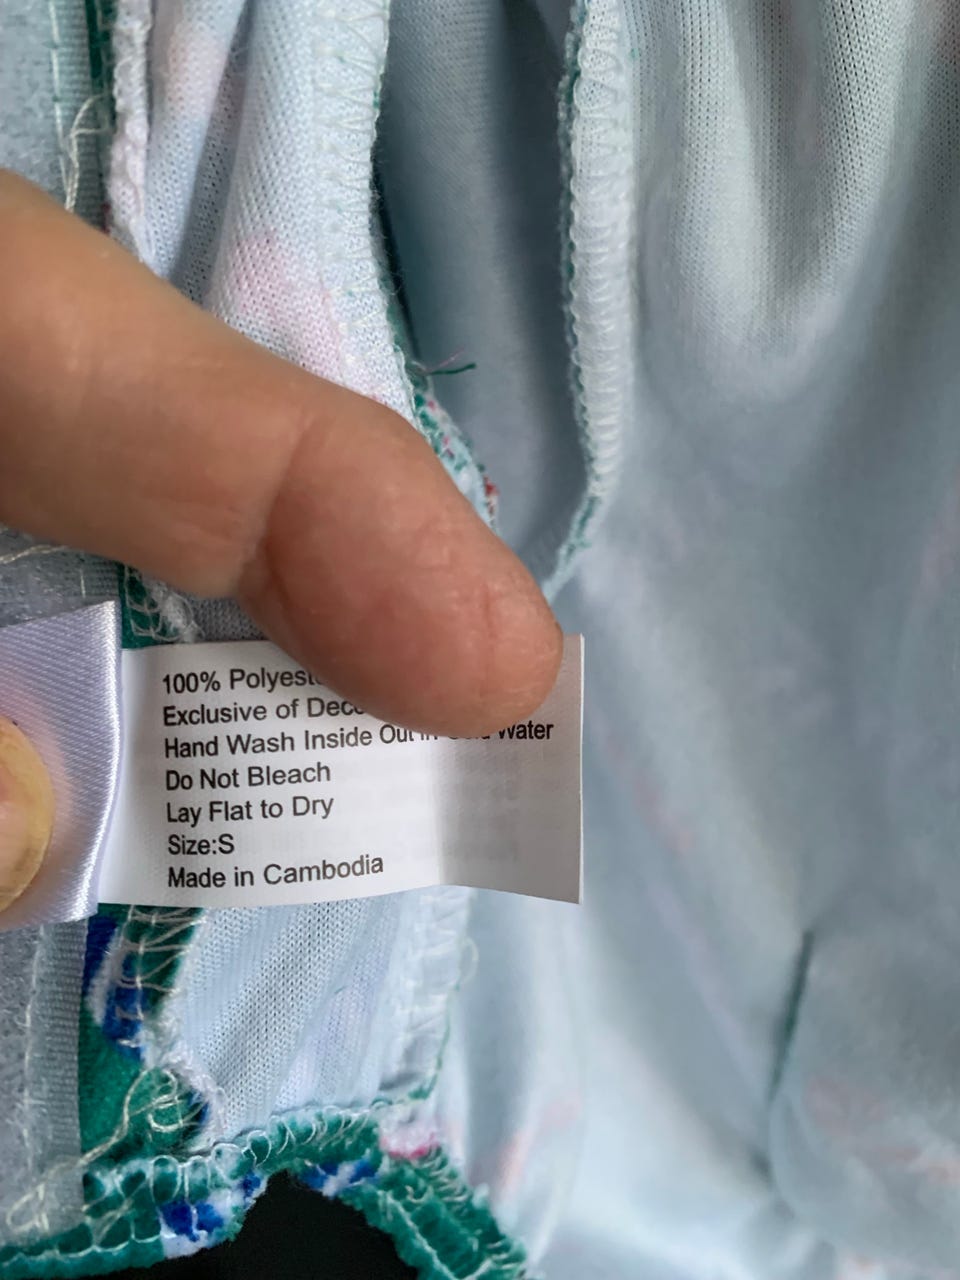 100%
Exclusive of
Hand Wash Inside Out in Water
Do Not Bleach
Lay Flat to Dry
Size:S
Made in Cambodia